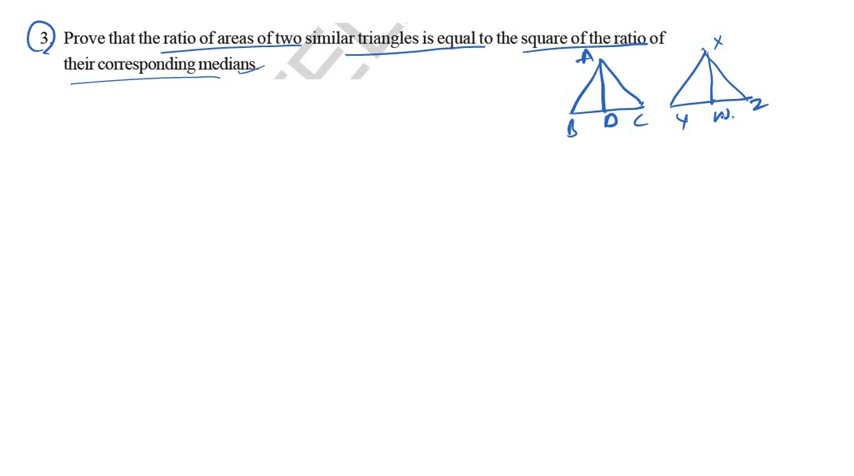 3. Prove that the ratio of areas of two similar triangles is equal to the square of the ratio of
their corresponding medians.
A
X
B D C
Y W. Z